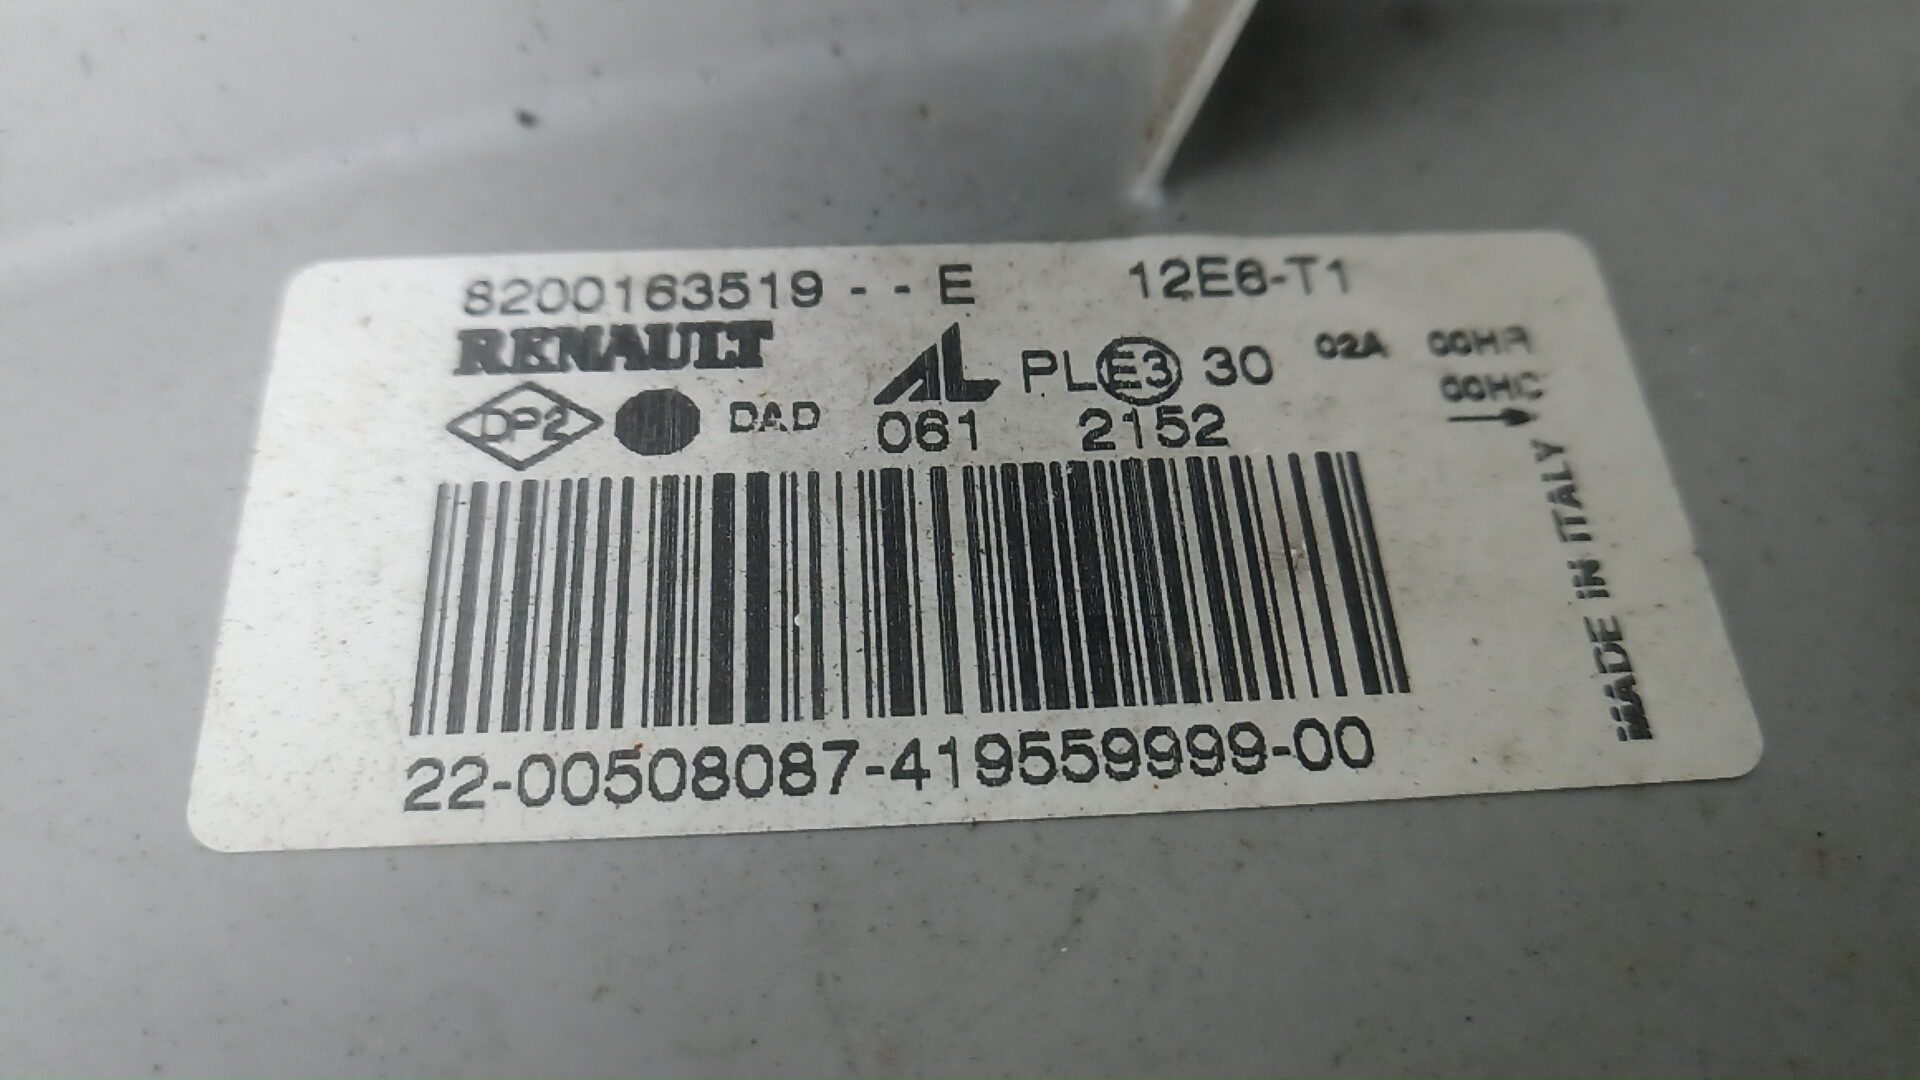 8200163519 - - E 12E6-T1
RENAULT AL PL E3 30 02A 00HR
DP2 DAD 061 2152 00HC
22-00508087-419559999-00
MADE IN ITALY